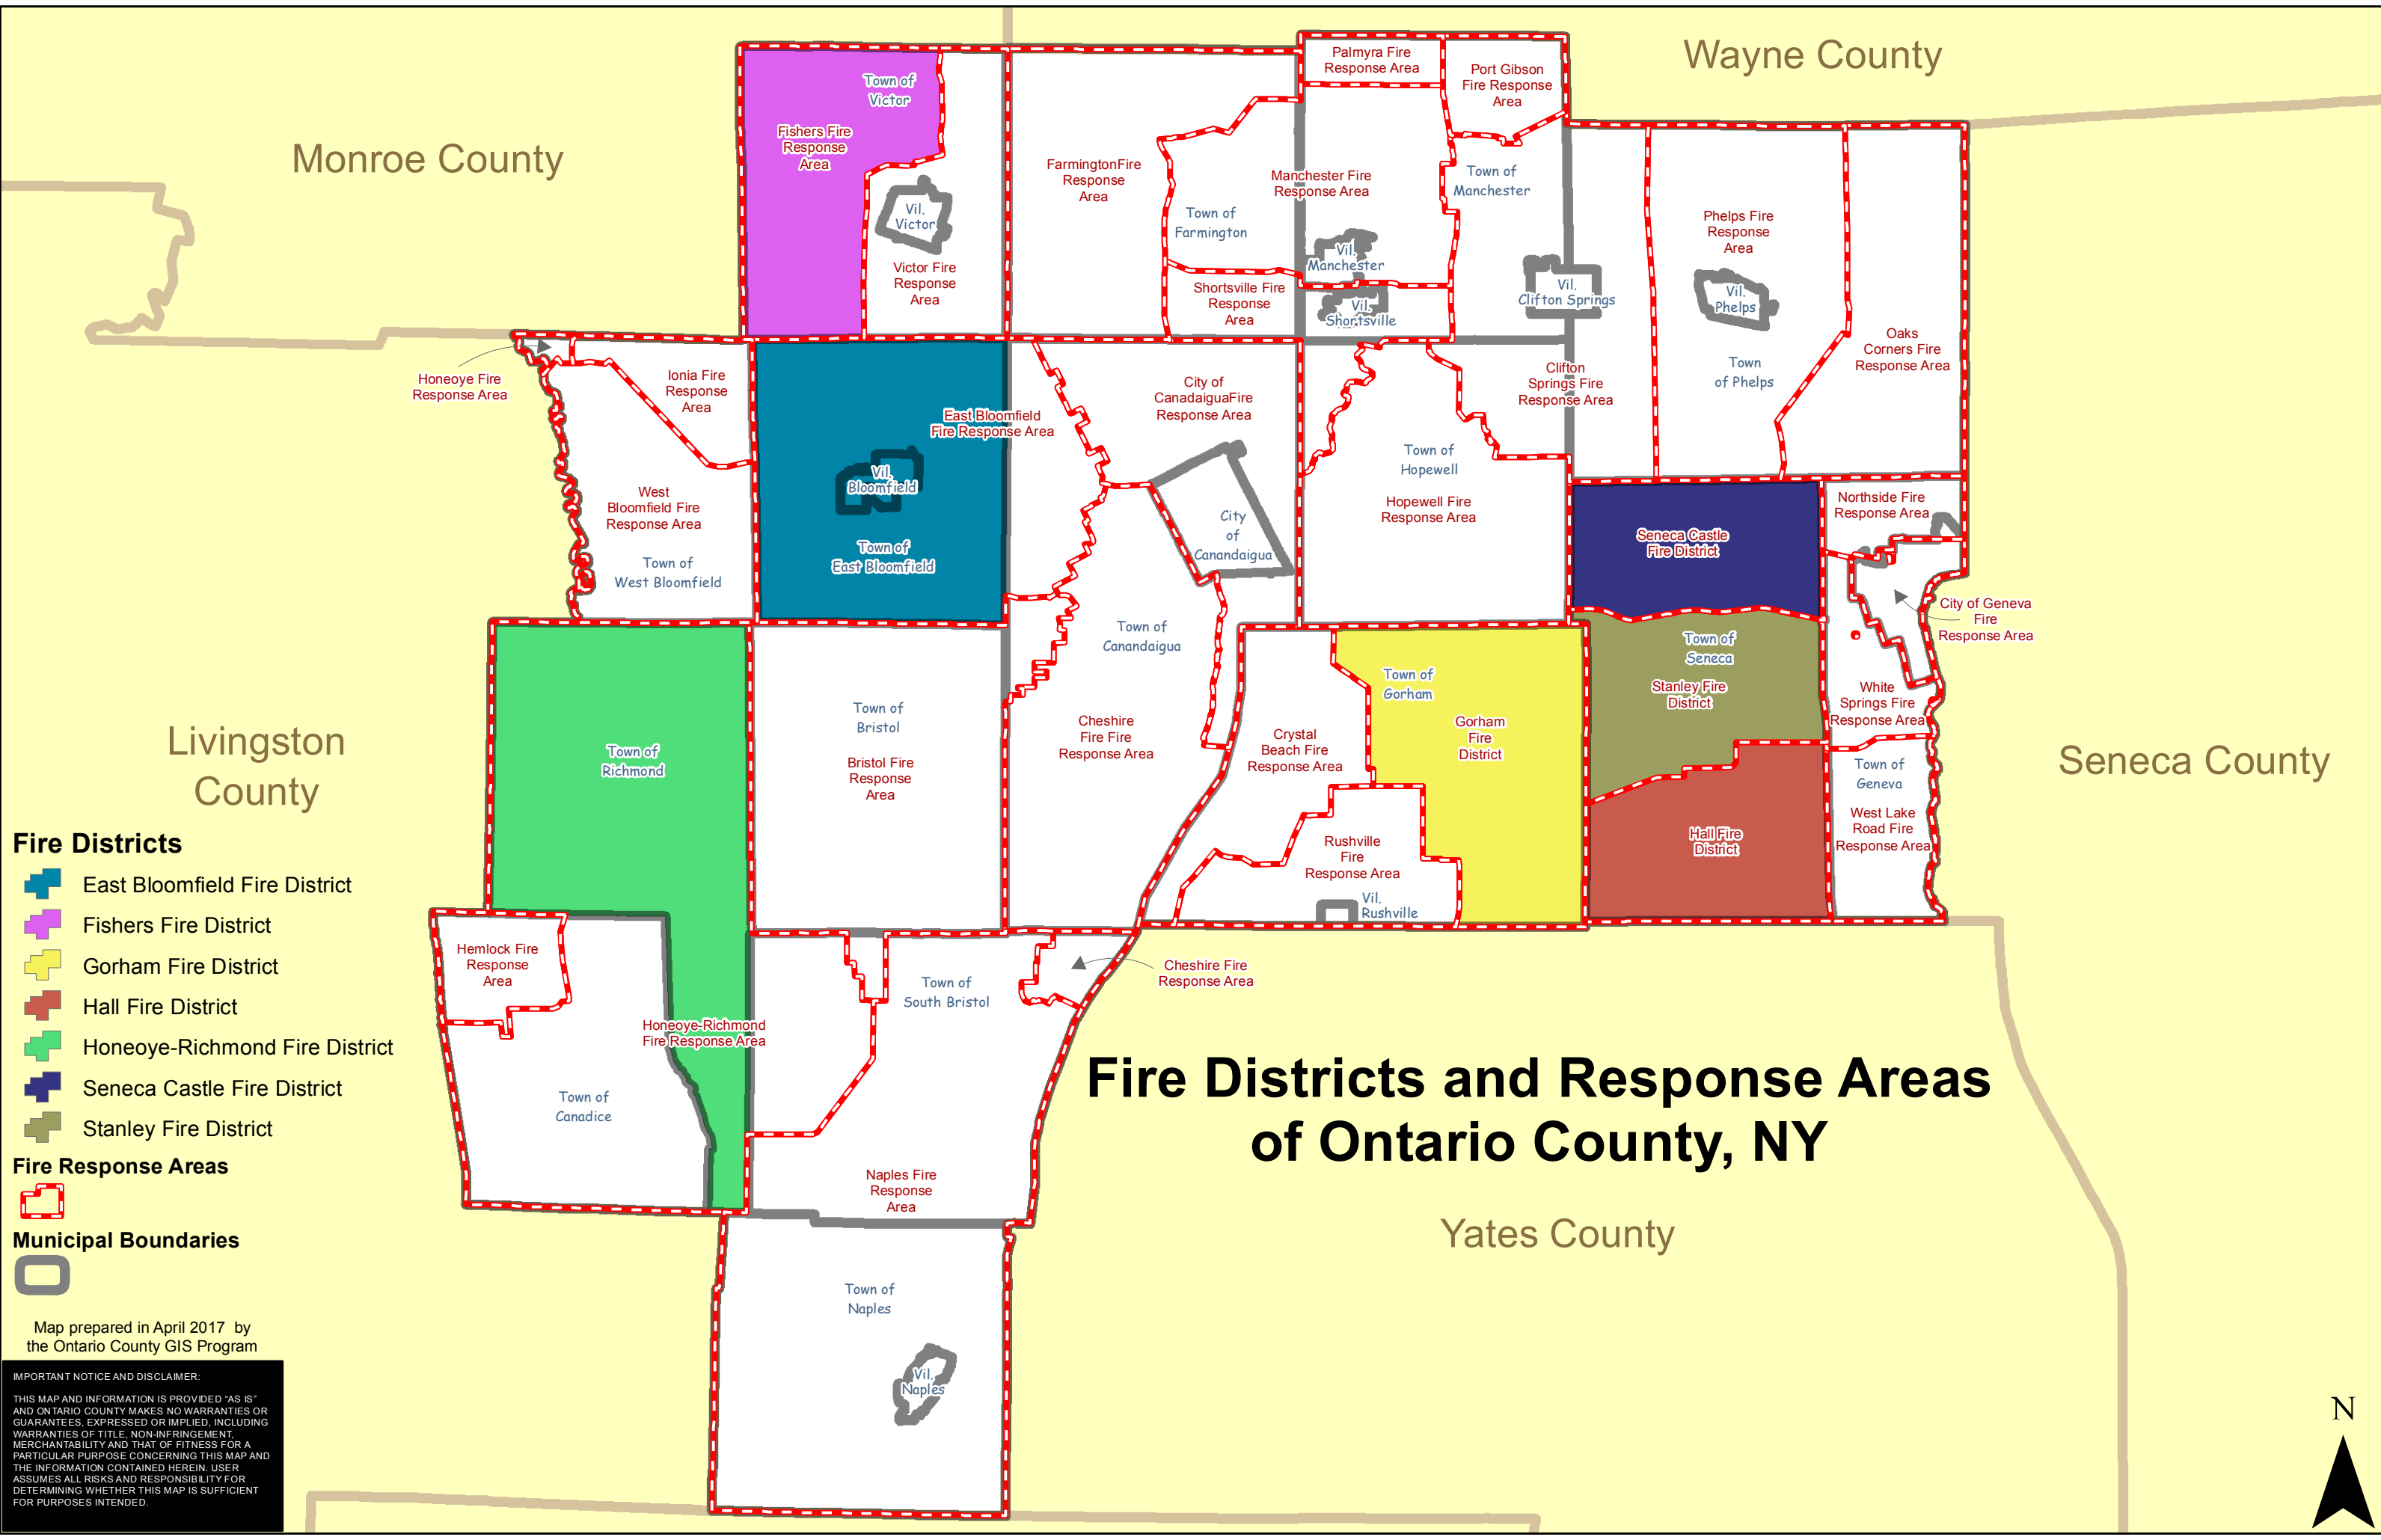 Monroe County
Wayne County
Livingston
County
Seneca County
Yates County
Town of
Victor
Fishers Fire
Response
Area
Vil.
Victor
Victor Fire
Response
Area
FarmingtonFire
Response
Area
Town of
Farmington
Shortsville Fire
Response
Area
Palmyra Fire
Response Area
Port Gibson
Fire Response
Area
Manchester Fire
Response Area
Town of
Manchester
Vil.
Manchester
Vil.
Shortsville
Vil.
Clifton Springs
Phelps Fire
Response
Area
Vil.
Phelps
Town
of Phelps
Oaks
Corners Fire
Response Area
Honeoye Fire
Response Area
Ionia Fire
Response
Area
West
Bloomfield Fire
Response Area
Town of
West Bloomfield
East Bloomfield
Fire Response Area
Vil.
Bloomfield
Town of
East Bloomfield
City of
CanadaiguaFire
Response Area
City
of
Canandaigua
Town of
Canandaigua
Clifton
Springs Fire
Response Area
Town of
Hopewell
Hopewell Fire
Response Area
Seneca Castle
Fire District
Northside Fire
Response Area
City of Geneva
Fire
Response Area
Town of
Seneca
Stanley Fire
District
White
Springs Fire
Response Area
Town of
Geneva
West Lake
Road Fire
Response Area
Hall Fire
District
Town of
Gorham
Gorham
Fire
District
Crystal
Beach Fire
Response Area
Rushville
Fire
Response Area
Vil.
Rushville
Cheshire
Fire Fire
Response Area
Town of
Bristol
Bristol Fire
Response
Area
Town of
Richmond
Hemlock Fire
Response
Area
Honeoye-Richmond
Fire Response Area
Town of
Canadice
Town of
South Bristol
Cheshire Fire
Response Area
Naples Fire
Response
Area
Town of
Naples
Vil.
Naples
Fire Districts and Response Areas
of Ontario County, NY
Fire Districts
East Bloomfield Fire District
Fishers Fire District
Gorham Fire District
Hall Fire District
Honeoye-Richmond Fire District
Seneca Castle Fire District
Stanley Fire District
Fire Response Areas
Municipal Boundaries
Map prepared in April 2017 by
the Ontario County GIS Program
IMPORTANT NOTICE AND DISCLAIMER:
THIS MAP AND INFORMATION IS PROVIDED “AS IS”
AND ONTARIO COUNTY MAKES NO WARRANTIES OR
GUARANTEES, EXPRESSED OR IMPLIED, INCLUDING
WARRANTIES OF TITLE, NON-INFRINGEMENT,
MERCHANTABILITY AND THAT OF FITNESS FOR A
PARTICULAR PURPOSE CONCERNING THIS MAP AND
THE INFORMATION CONTAINED HEREIN. USER
ASSUMES ALL RISKS AND RESPONSIBILITY FOR
DETERMINING WHETHER THIS MAP IS SUFFICIENT
FOR PURPOSES INTENDED.
N